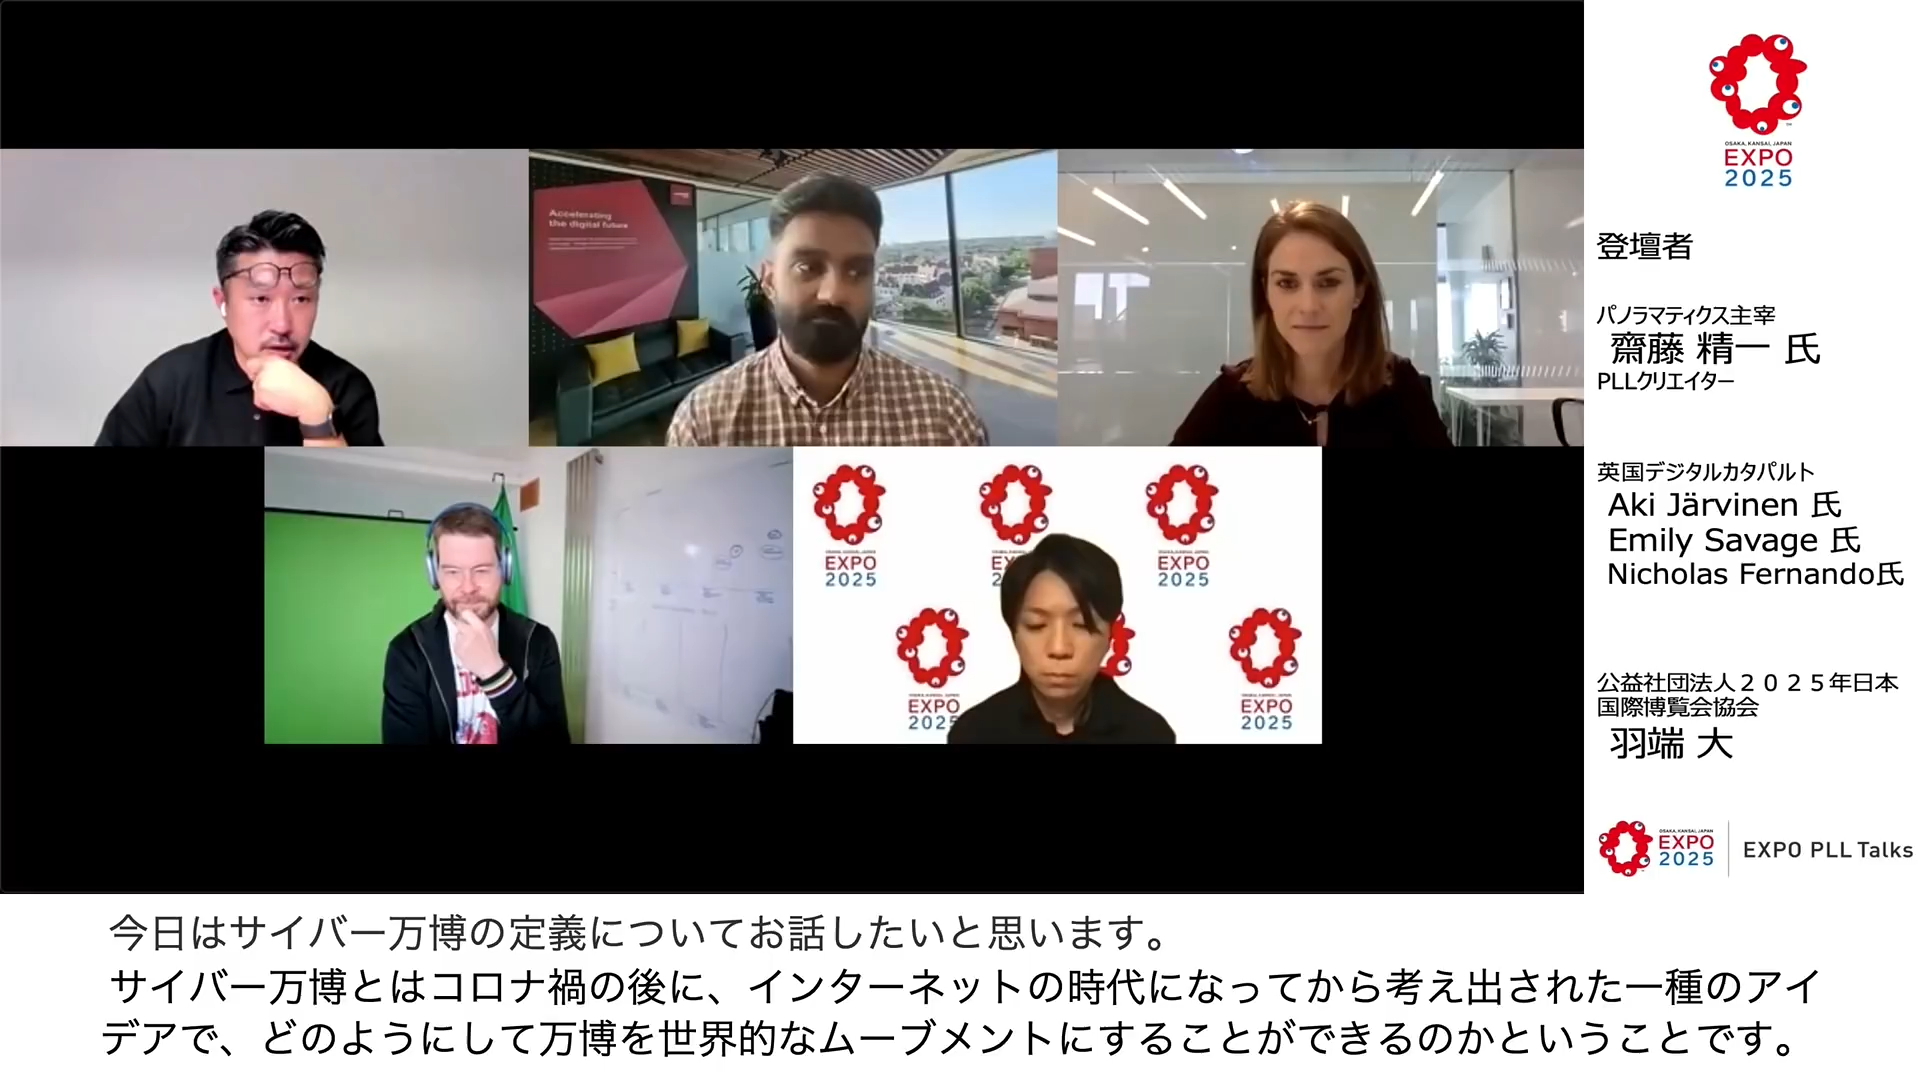 Accelerating
the digital future
EXPO
2025
EXPO
2025
EXPO
2025
EXPO
2025
OSAKA, KANSAI, JAPAN
EXPO
2025
登壇者
パノラマティクス主宰
齋藤 精一 氏
PLLクリエイター
英国デジタルカタパルト
Aki Järvinen 氏
Emily Savage 氏
Nicholas Fernando氏
公益社団法人２０２５年日本
国際博覧会協会
羽端 大
OSAKA, KANSAI, JAPAN
EXPO
2025
EXPO PLL Talks
今日はサイバー万博の定義についてお話したいと思います。
サイバー万博とはコロナ禍の後に、インターネットの時代になってから考え出された一種のアイ
デアで、どのようにして万博を世界的なムーブメントにすることができるのかということです。